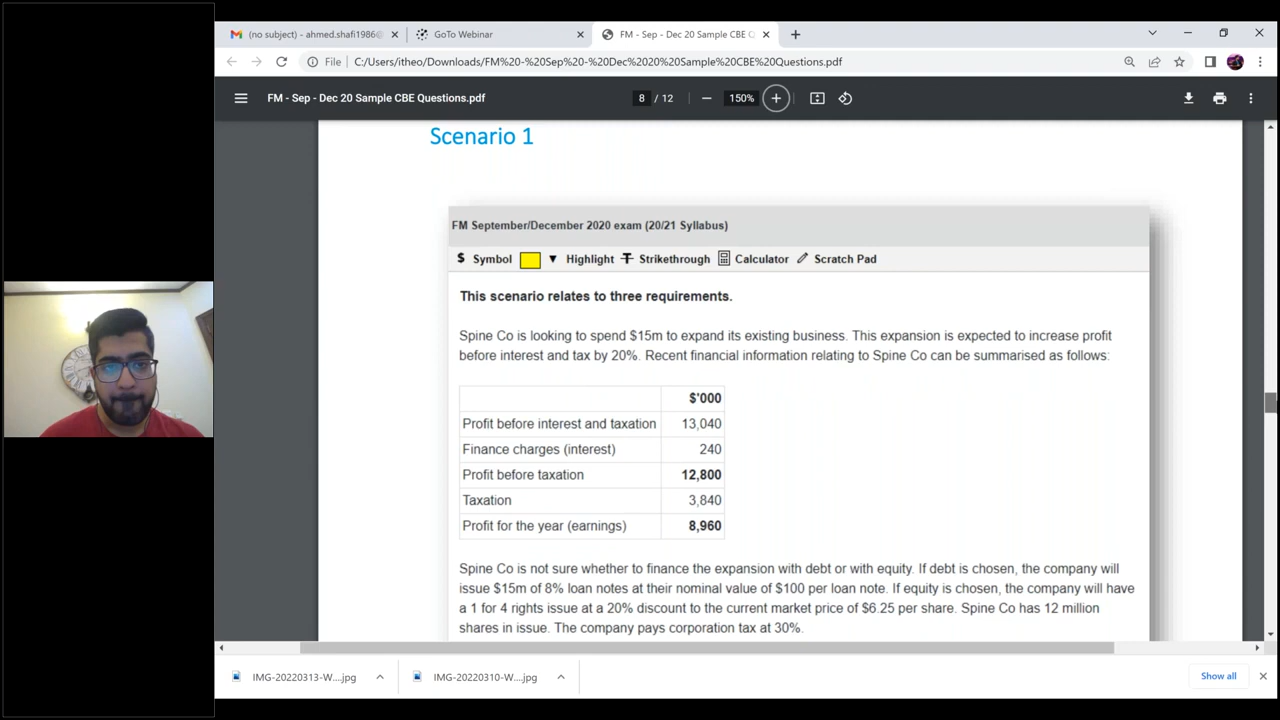 (no subject) - ahmed.shafi1986@
GoTo Webinar
FM - Sep - Dec 20 Sample CBE Q
File
C:/Users/itheo/Downloads/FM%20-%20Sep%20-%20Dec%2020%20Sample%20CBE%20Questions.pdf
FM - Sep - Dec 20 Sample CBE Questions.pdf
8 / 12
150%
Scenario 1
FM September/December 2020 exam (20/21 Syllabus)
$ Symbol Highlight T Strikethrough Calculator Scratch Pad
This scenario relates to three requirements.
Spine Co is looking to spend $15m to expand its existing business. This expansion is expected to increase profit
before interest and tax by 20%. Recent financial information relating to Spine Co can be summarised as follows:
$'000
Profit before interest and taxation 13,040
Finance charges (interest) 240
Profit before taxation 12,800
Taxation 3,840
Profit for the year (earnings) 8,960
Spine Co is not sure whether to finance the expansion with debt or with equity. If debt is chosen, the company will
issue $15m of 8% loan notes at their nominal value of $100 per loan note. If equity is chosen, the company will have
a 1 for 4 rights issue at a 20% discount to the current market price of $6.25 per share. Spine Co has 12 million
shares in issue. The company pays corporation tax at 30%.
IMG-20220313-W....jpg
IMG-20220310-W....jpg
Show all